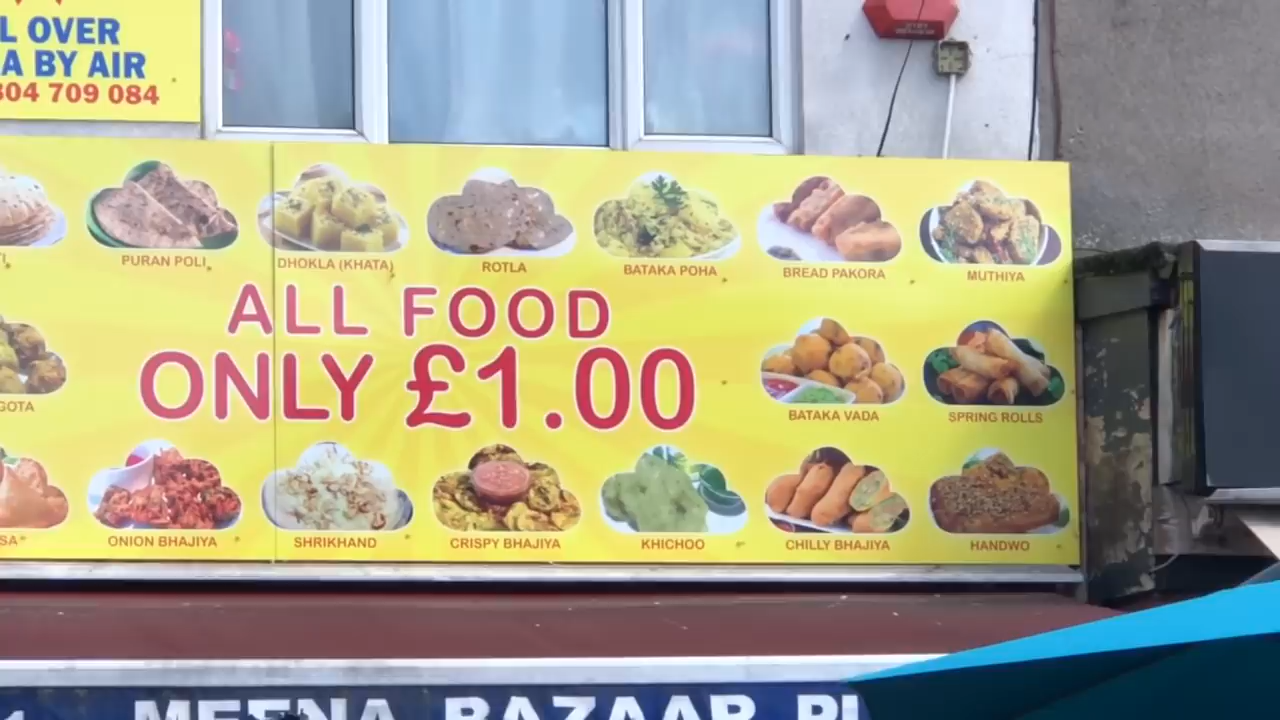 L OVER
A BY AIR
304 709 084
PURAN POLI
DHOKLA (KHATA)
ROTLA
BATAKA POHA
BREAD PAKORA
MUTHIYA
ALL FOOD
ONLY £1.00
GOTA
BATAKA VADA
SPRING ROLLS
SA
ONION BHAJIYA
SHRIKHAND
CRISPY BHAJIYA
KHICHOO
CHILLY BHAJIYA
HANDWO
MEENA BAZAAR